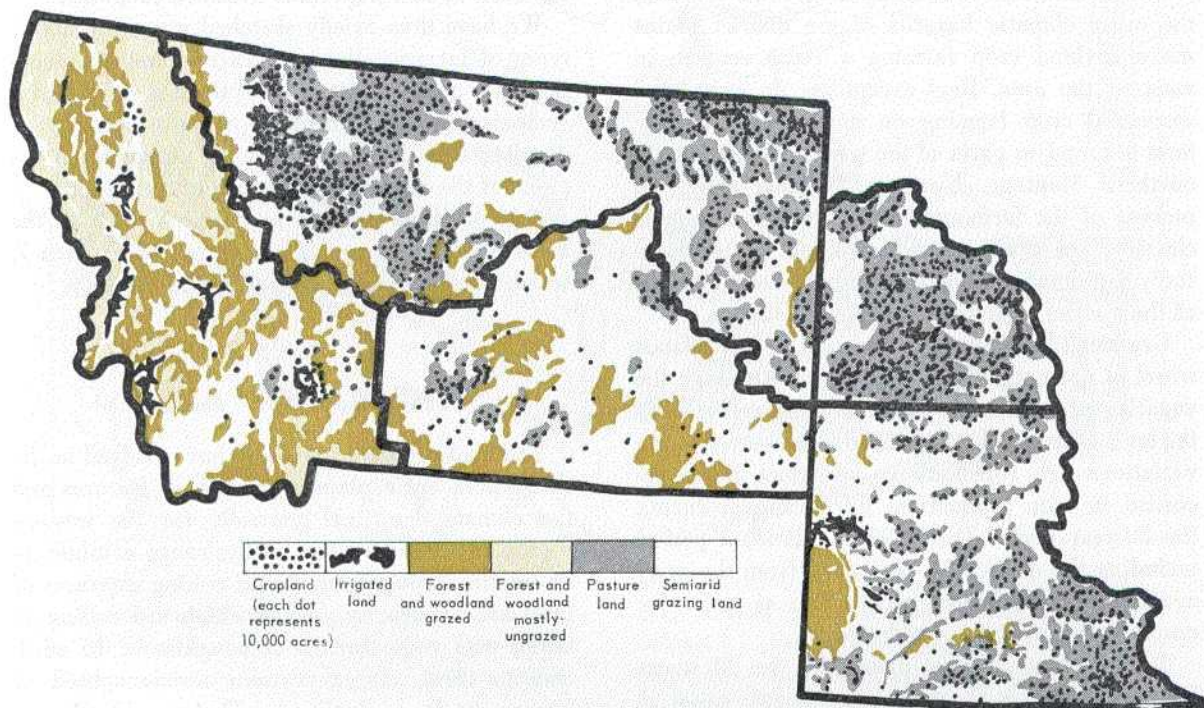 Cropland
(each dot
represents
10,000 acres)
Irrigated
land
Forest
and woodland
grazed
Forest and
woodland
mostly-
ungrazed
Pasture
land
Semiarid
grazing land